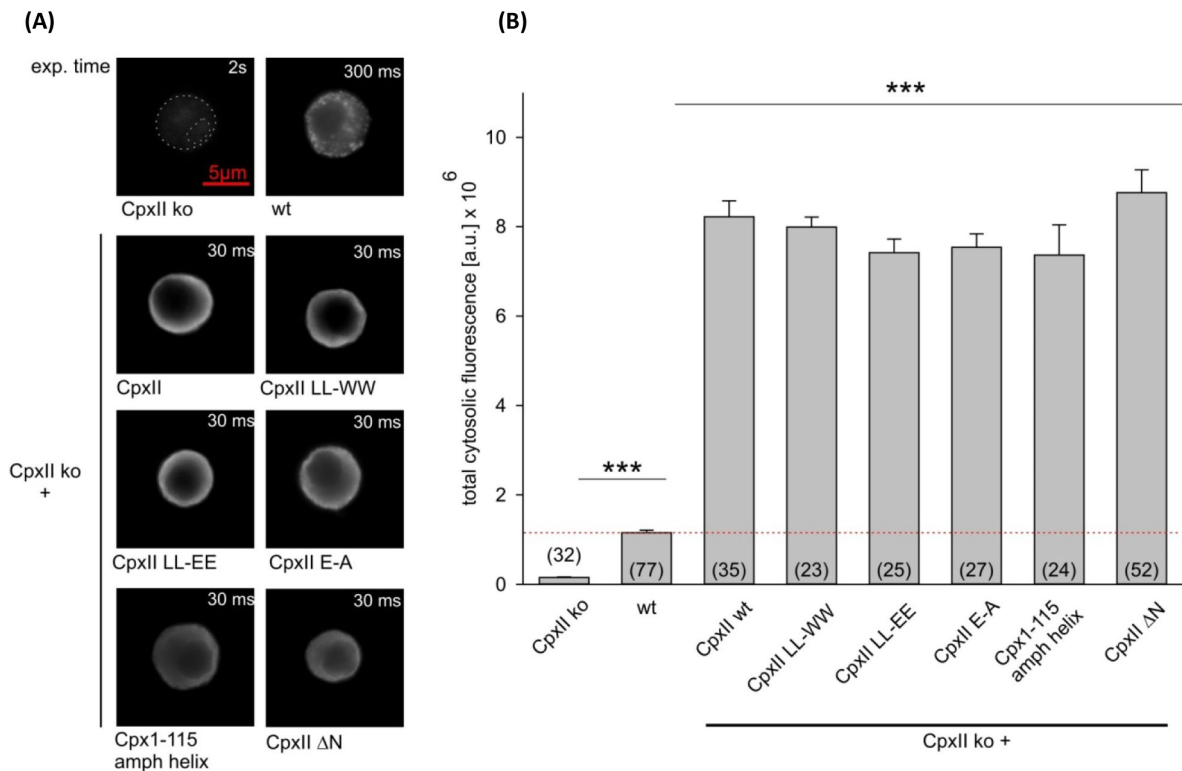 (A)
exp. time
2s
300 ms
5µm
CpxII ko
wt
30 ms
30 ms
CpxII
CpxII LL-WW
30 ms
30 ms
CpxII ko
+
CpxII LL-EE
CpxII E-A
30 ms
30 ms
Cpx1-115
amph helix
CpxII ΔN
(B)
total cytosolic fluorescence [a.u.] x 10^6
10
8
6
4
2
0
***
***
(32)
(77)
(35)
(23)
(25)
(27)
(24)
(52)
CpxII ko
wt
CpxII wt
CpxII LL-WW
CpxII LL-EE
CpxII E-A
Cpx1-115
amph helix
CpxII ΔN
CpxII ko +